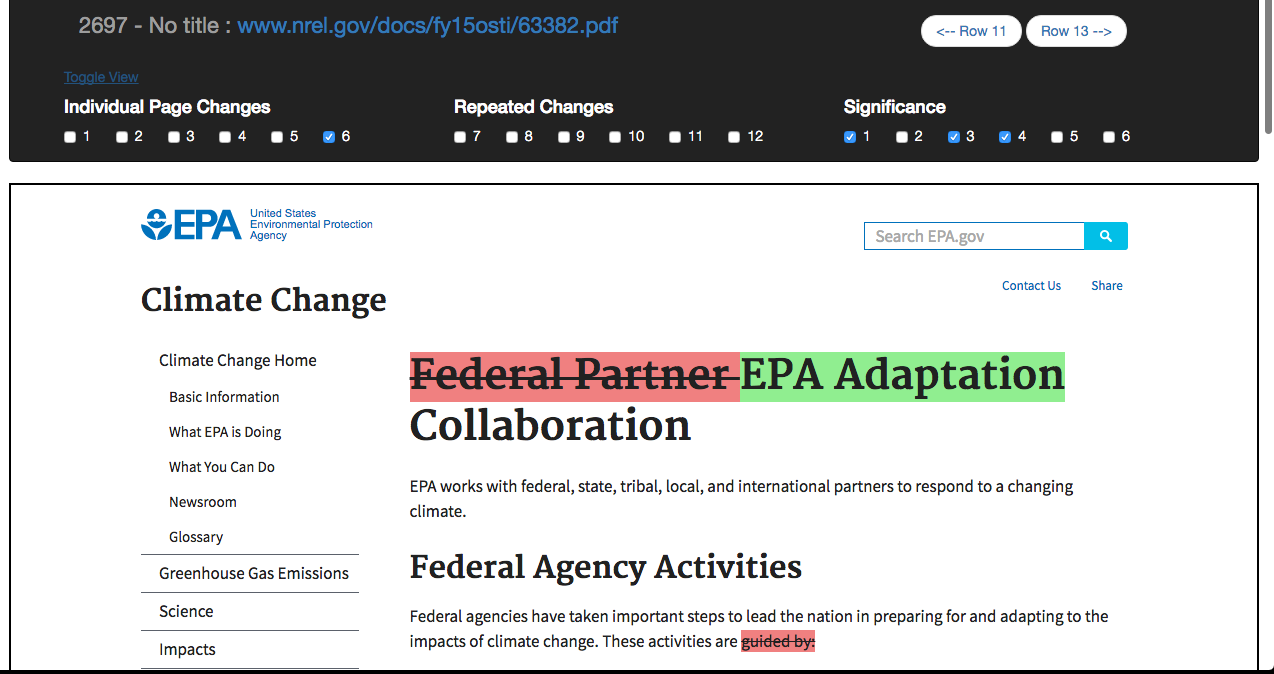 2697 - No title : www.nrel.gov/docs/fy15osti/63382.pdf
<-- Row 11 Row 13 -->
Toggle View
Individual Page Changes Repeated Changes Significance
1 2 3 4 5 6 7 8 9 10 11 12 1 2 3 4 5 6
EPA United States
Environmental Protection
Agency
Search EPA.gov
Contact Us Share
Climate Change
Climate Change Home
Basic Information
What EPA is Doing
What You Can Do
Newsroom
Glossary
Greenhouse Gas Emissions
Science
Impacts
Federal Partner EPA Adaptation
Collaboration
EPA works with federal, state, tribal, local, and international partners to respond to a changing
climate.
Federal Agency Activities
Federal agencies have taken important steps to lead the nation in preparing for and adapting to the
impacts of climate change. These activities are guided by: